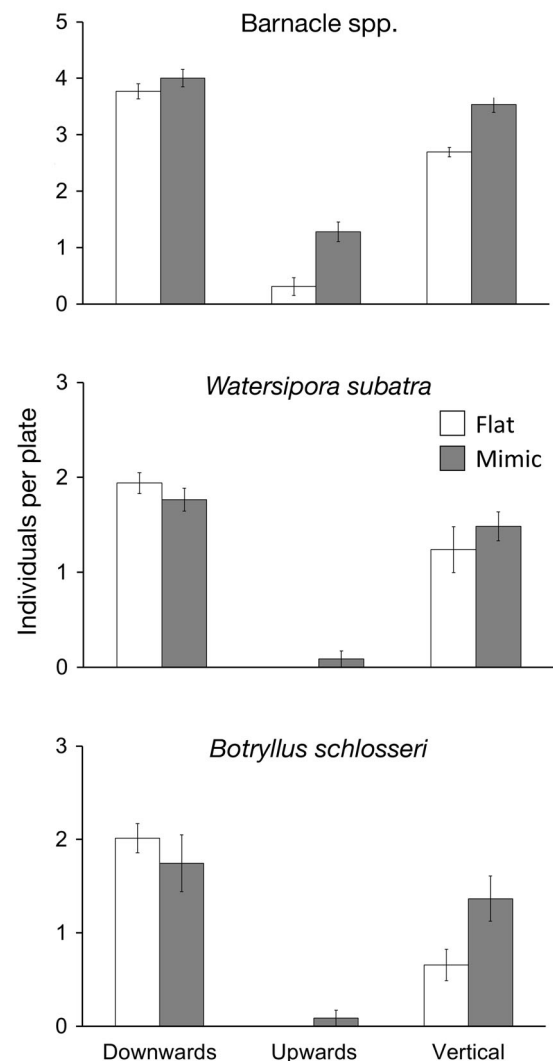 Barnacle spp.
5
4
3
2
1
0
Individuals per plate
Watersipora subatra
Flat
Mimic
3
2
1
0
Botryllus schlosseri
3
2
1
0
Downwards Upwards Vertical